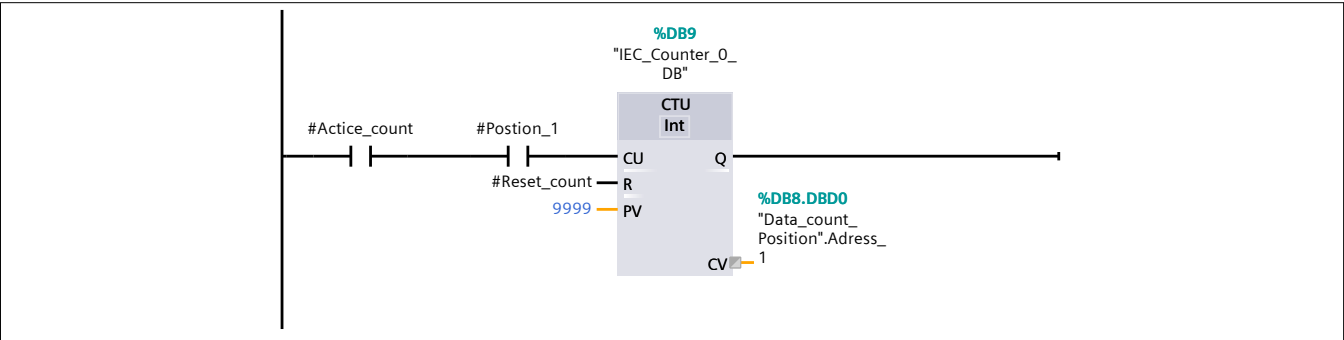 %DB9
"IEC_Counter_0_
DB"
CTU
Int
#Actice_count
#Postion_1
CU
Q
#Reset_count
R
9999
PV
%DB8.DBD0
"Data_count_
Position".Adress_
1
CV